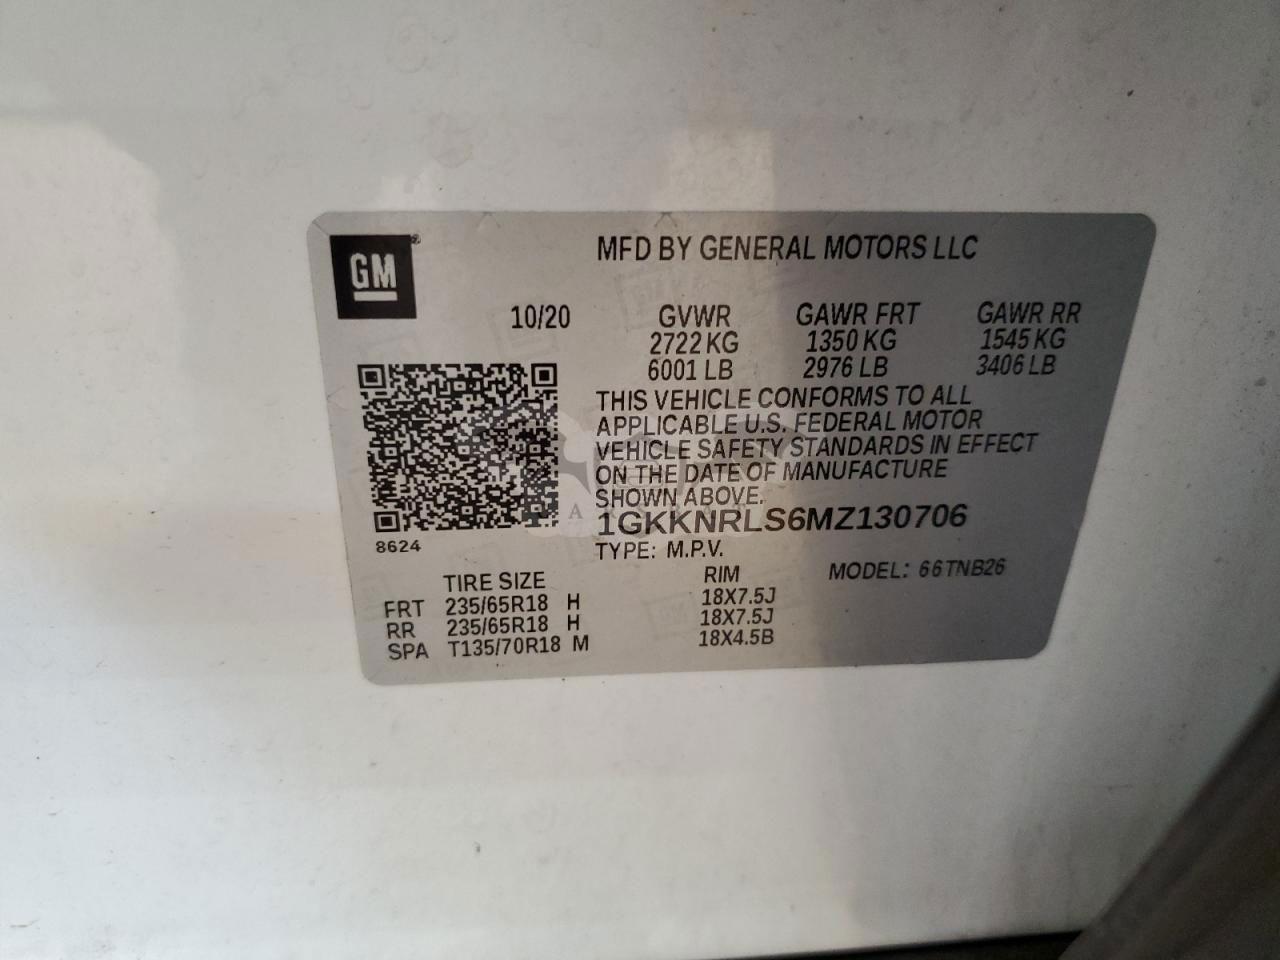 GM
MFD BY GENERAL MOTORS LLC
10/20 GVWR GAWR FRT GAWR RR
2722 KG 1350 KG 1545 KG
6001 LB 2976 LB 3406 LB
THIS VEHICLE CONFORMS TO ALL
APPLICABLE U.S. FEDERAL MOTOR
VEHICLE SAFETY STANDARDS IN EFFECT
ON THE DATE OF MANUFACTURE
SHOWN ABOVE.
1GKKNRLS6MZ130706
8624
TYPE: M.P.V. MODEL: 66TNB26
TIRE SIZE RIM
FRT 235/65R18 H 18X7.5J
RR 235/65R18 H 18X7.5J
SPA T135/70R18 M 18X4.5B